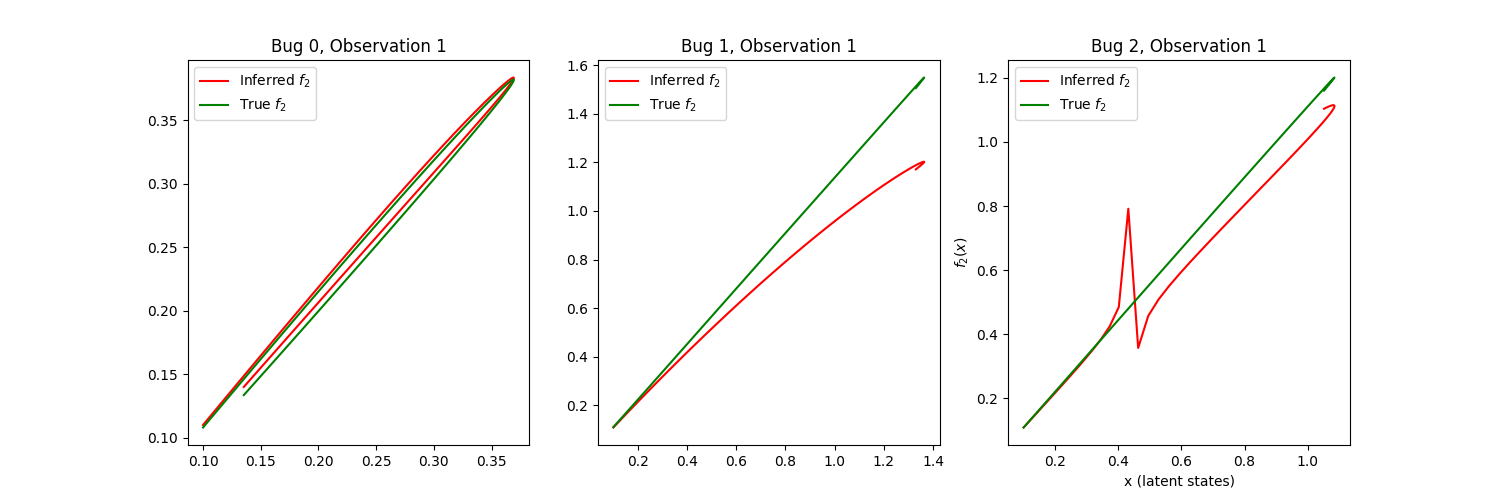 Bug 0, Observation 1
Inferred f₂
True f₂
0.35
0.30
0.25
0.20
0.15
0.10
0.10 0.15 0.20 0.25 0.30 0.35
Bug 1, Observation 1
Inferred f₂
True f₂
1.6
1.4
1.2
1.0
0.8
0.6
0.4
0.2
0.2 0.4 0.6 0.8 1.0 1.2 1.4
Bug 2, Observation 1
Inferred f₂
True f₂
f₂(x)
1.2
1.0
0.8
0.6
0.4
0.2
0.2 0.4 0.6 0.8 1.0
x (latent states)